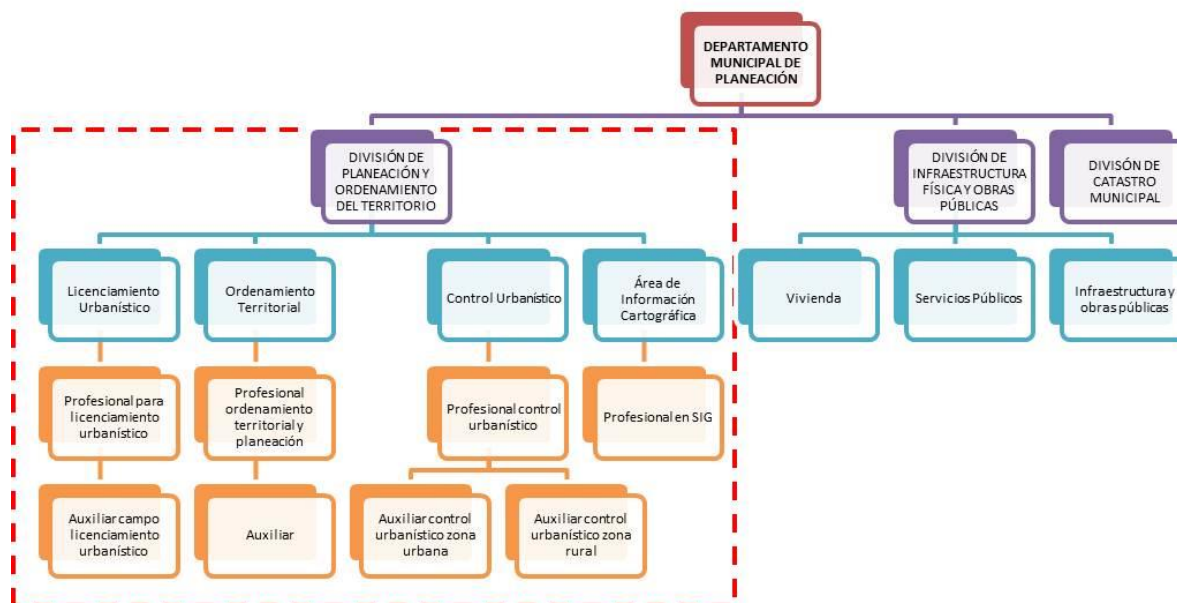 DEPARTAMENTO
MUNICIPAL DE
PLANEACIÓN
DIVISIÓN DE
PLANEACIÓN Y
ORDENAMIENTO
DEL TERRITORIO
DIVISIÓN DE
INFRAESTRUCTURA
FÍSICA Y OBRAS
PÚBLICAS
DIVISÓN DE
CATASTRO
MUNICIPAL
Licenciamiento
Urbanístico
Ordenamiento
Territorial
Control Urbanístico
Área de
Información
Cartográfica
Vivienda
Servicios Públicos
Infraestructura y
obras públicas
Profesional para
licenciamiento
urbanístico
Profesional
ordenamiento
territorial y
planeación
Profesional control
urbanístico
Profesional en SIG
Auxiliar campo
licenciamiento
urbanístico
Auxiliar
Auxiliar control
urbanístico zona
urbana
Auxiliar control
urbanístico zona
rural